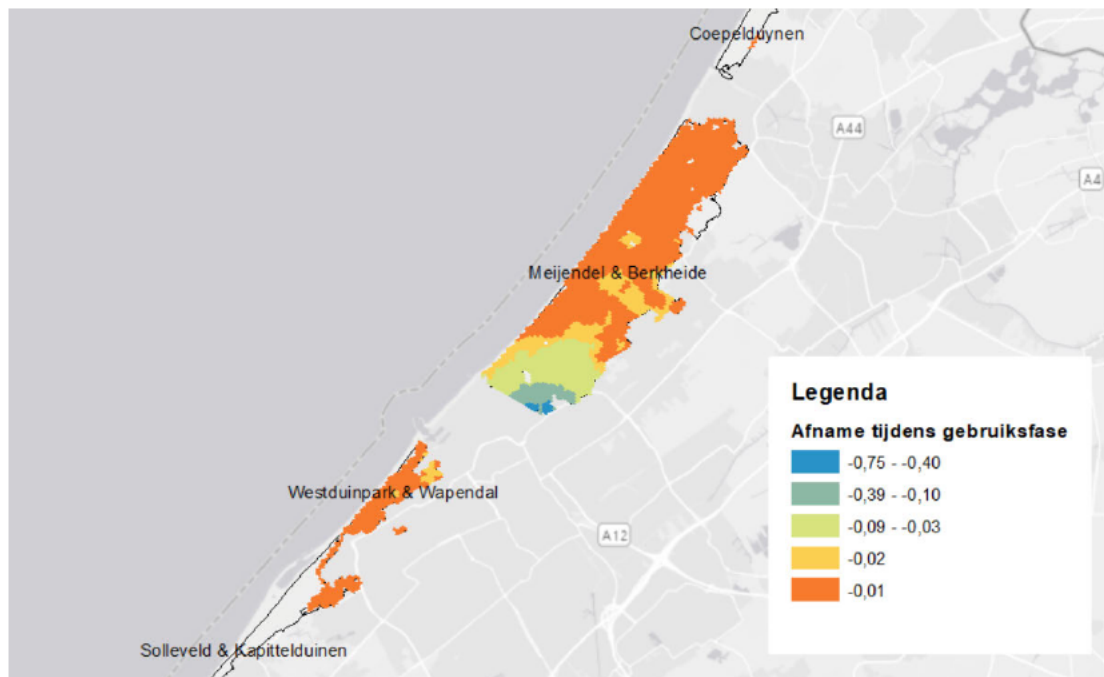 Coepelduynen
A44
A4
Meijendel & Berkheide
Westduinpark & Wapendal
A12
Solleveld & Kapittelduinen
Legenda
Afname tijdens gebruiksfase
-0,75 - -0,40
-0,39 - -0,10
-0,09 - -0,03
-0,02
-0,01